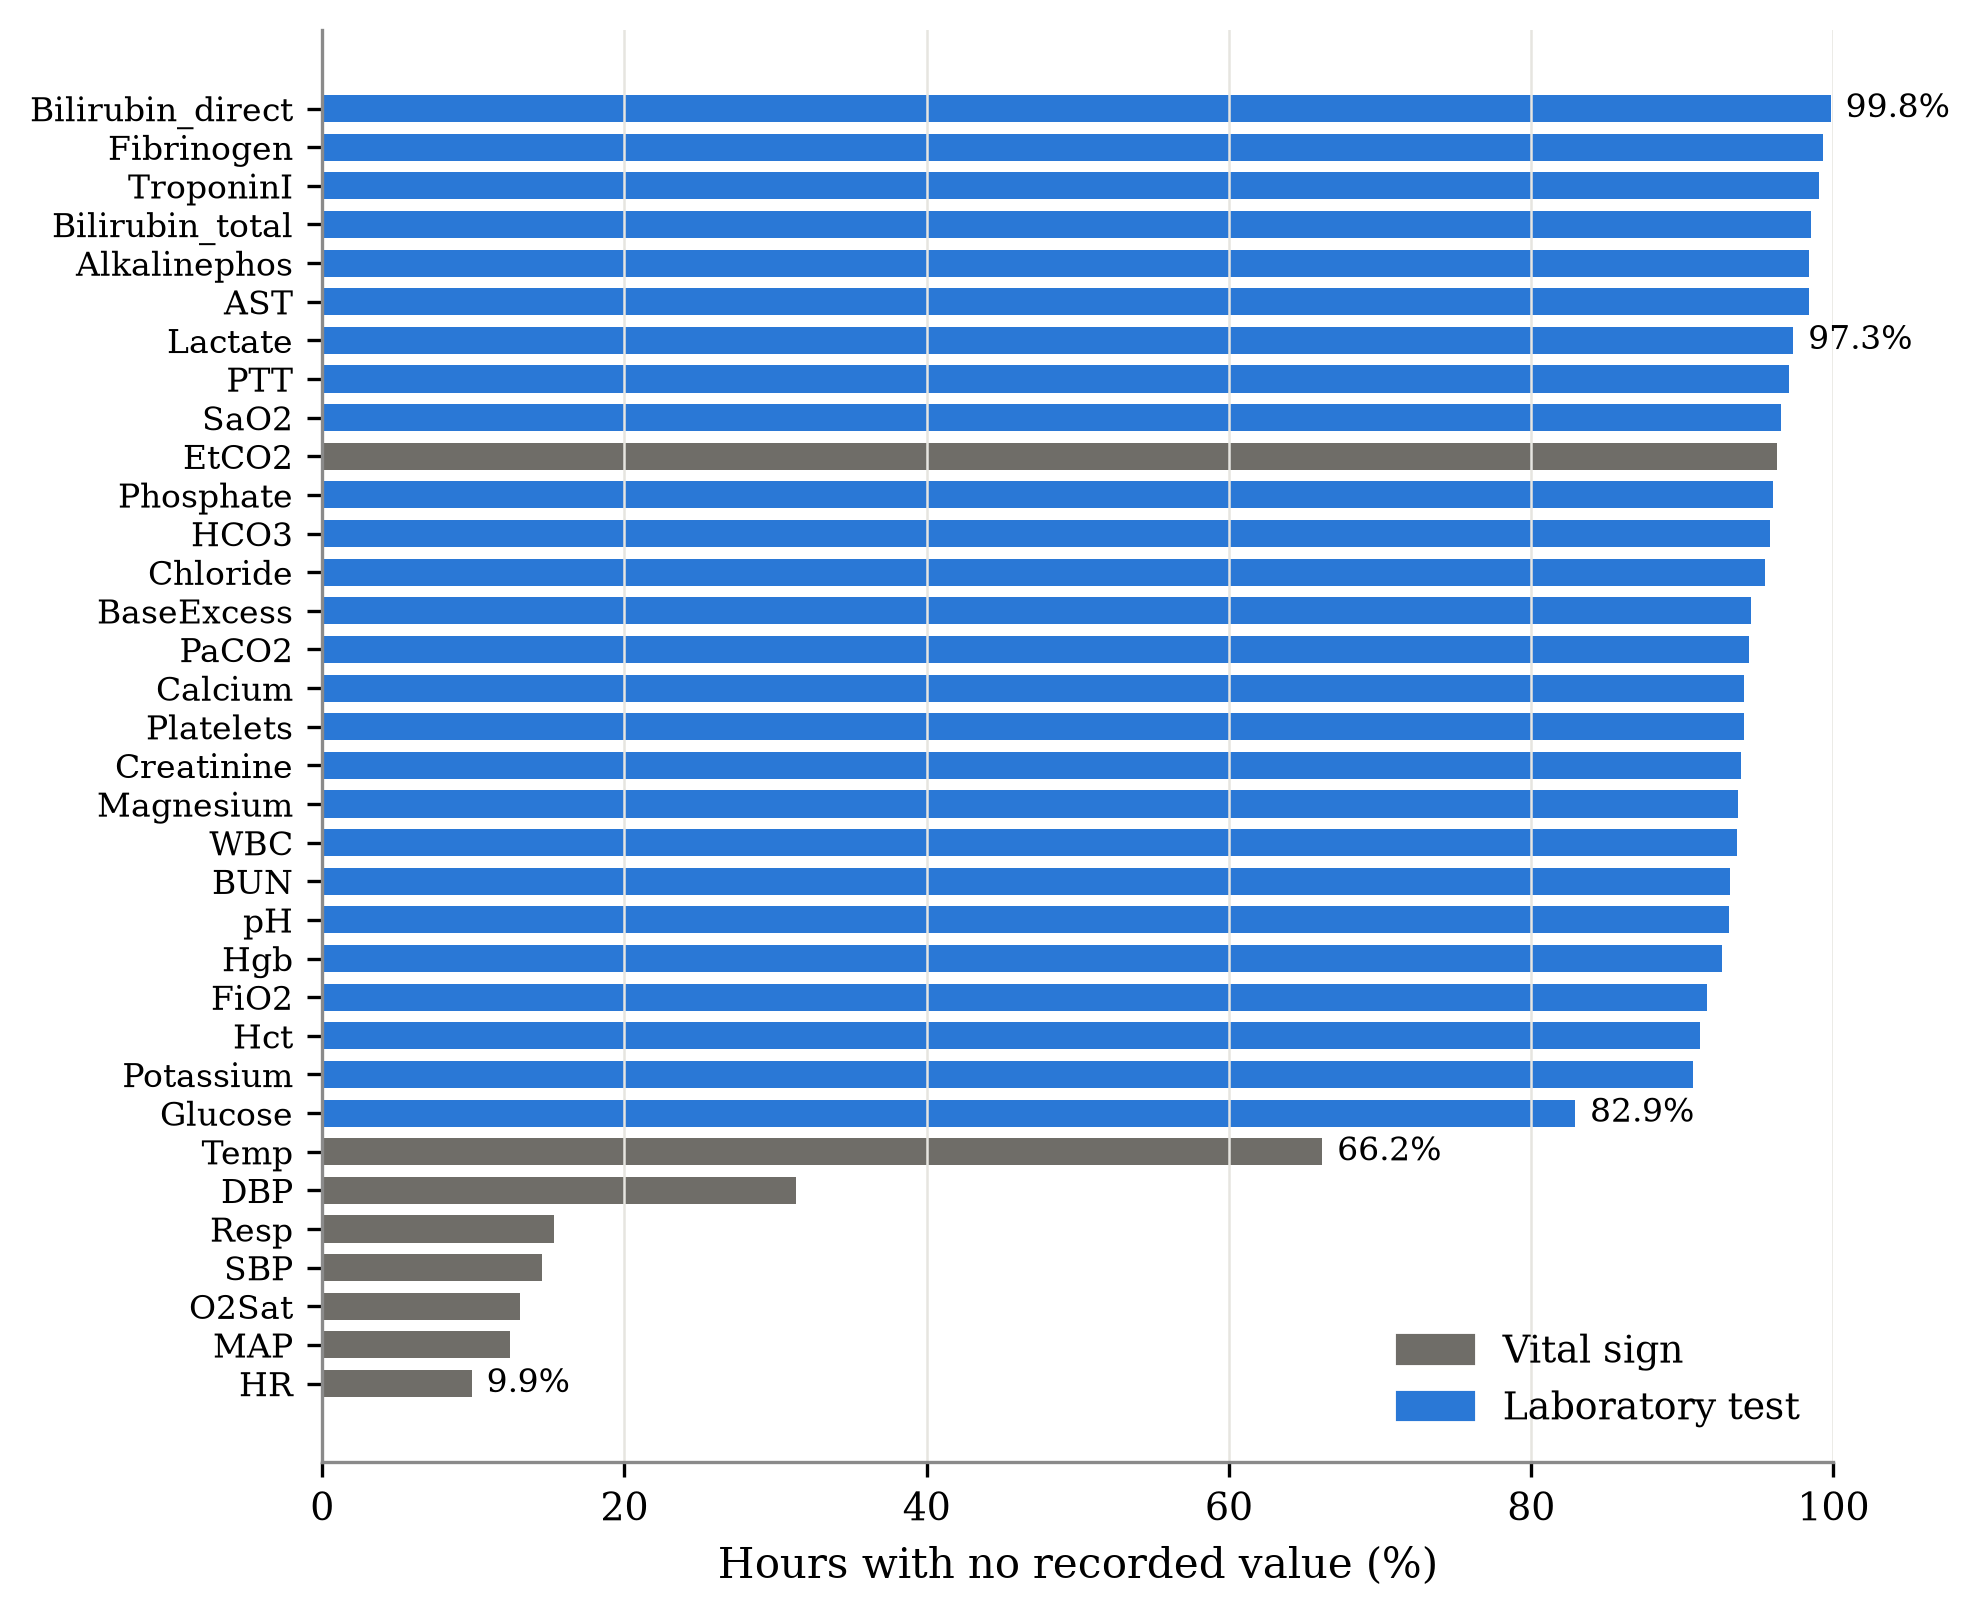 Bilirubin_direct 99.8%
Fibrinogen
TroponinI
Bilirubin_total
Alkalinephos
AST
Lactate 97.3%
PTT
SaO2
EtCO2
Phosphate
HCO3
Chloride
BaseExcess
PaCO2
Calcium
Platelets
Creatinine
Magnesium
WBC
BUN
pH
Hgb
FiO2
Hct
Potassium
Glucose 82.9%
Temp 66.2%
DBP
Resp
SBP
O2Sat
MAP
HR 9.9%
Vital sign
Laboratory test
0 20 40 60 80 100
Hours with no recorded value (%)